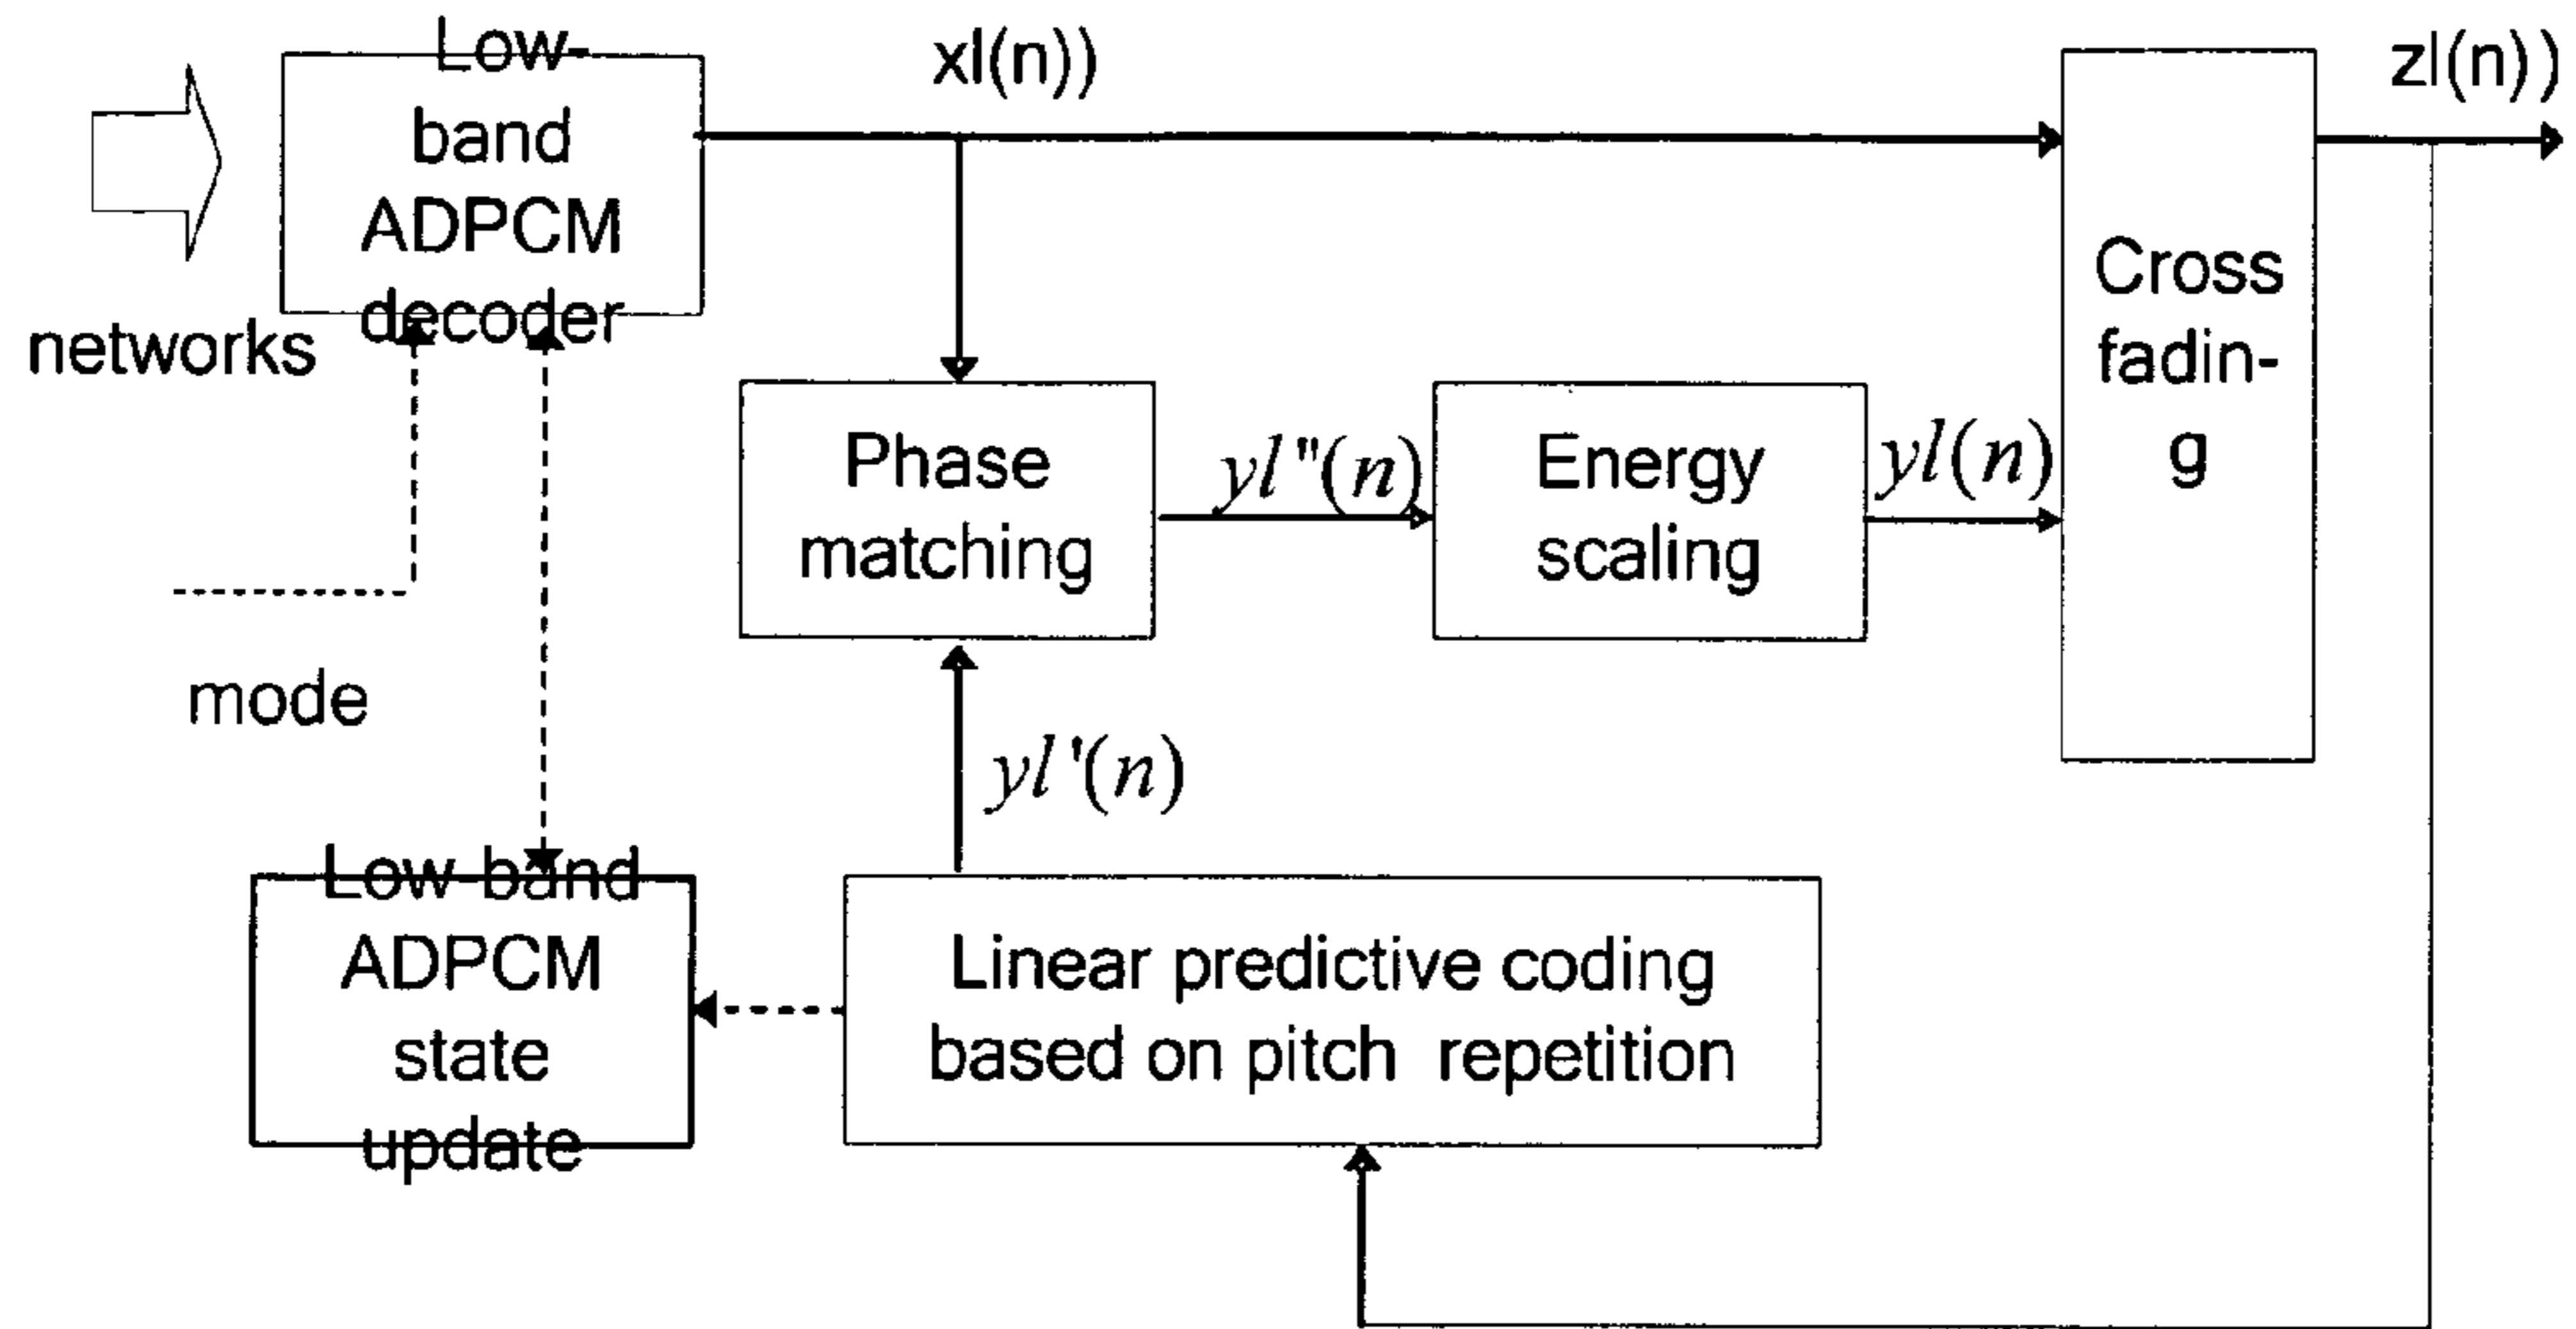 Low-
band
ADPCM
decoder
xl(n))
zl(n))
networks
Cross
fadin-
g
Phase
matching
yl"(n)
Energy
scaling
yl(n)
mode
yl'(n)
Low-band
ADPCM
state
update
Linear predictive coding
based on pitch repetition